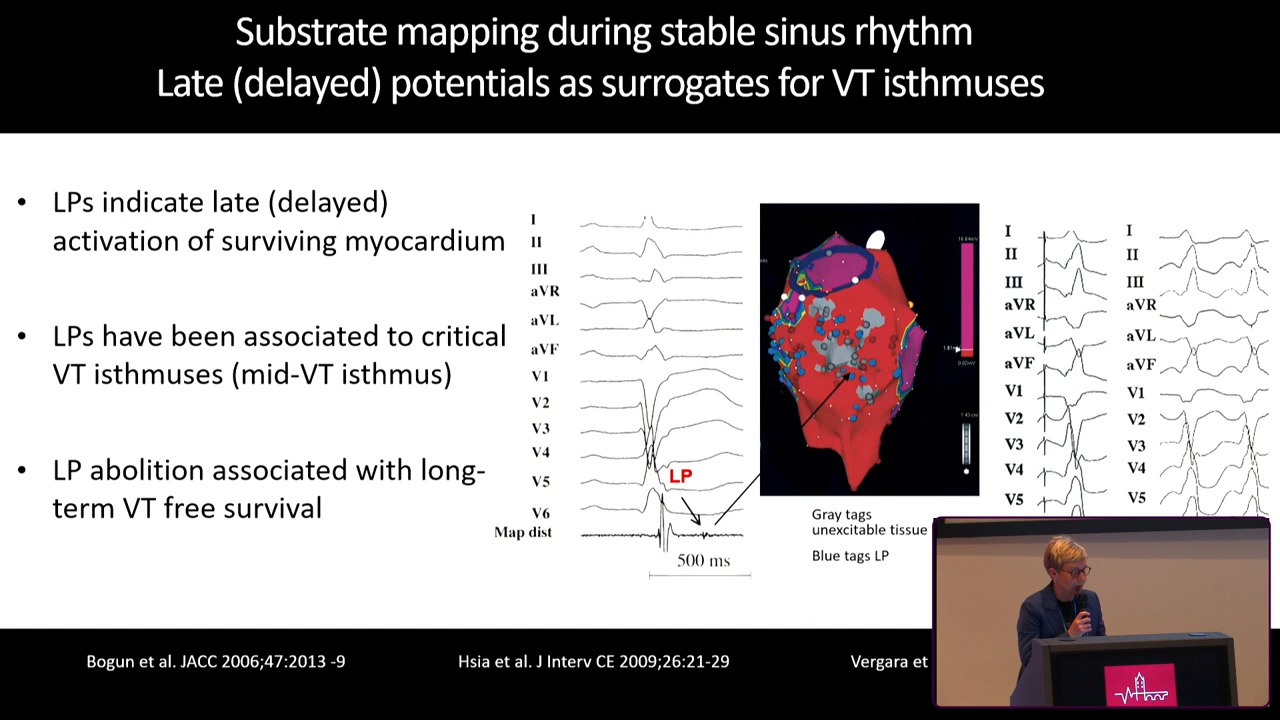 Substrate mapping during stable sinus rhythm
Late (delayed) potentials as surrogates for VT isthmuses
• LPs indicate late (delayed)
activation of surviving myocardium
• LPs have been associated to critical
VT isthmuses (mid-VT isthmus)
• LP abolition associated with long-
term VT free survival
I
II
III
aVR
aVL
aVF
V1
V2
V3
V4
V5
V6
Map dist
LP
500 ms
Gray tags
unexcitable tissue
Blue tags LP
I
II
III
aVR
aVL
aVF
V1
V2
V3
V4
V5
I
II
III
aVR
aVL
aVF
V1
V2
V3
V4
V5
Bogun et al. JACC 2006;47:2013 -9
Hsia et al. J Interv CE 2009;26:21-29
Vergara et